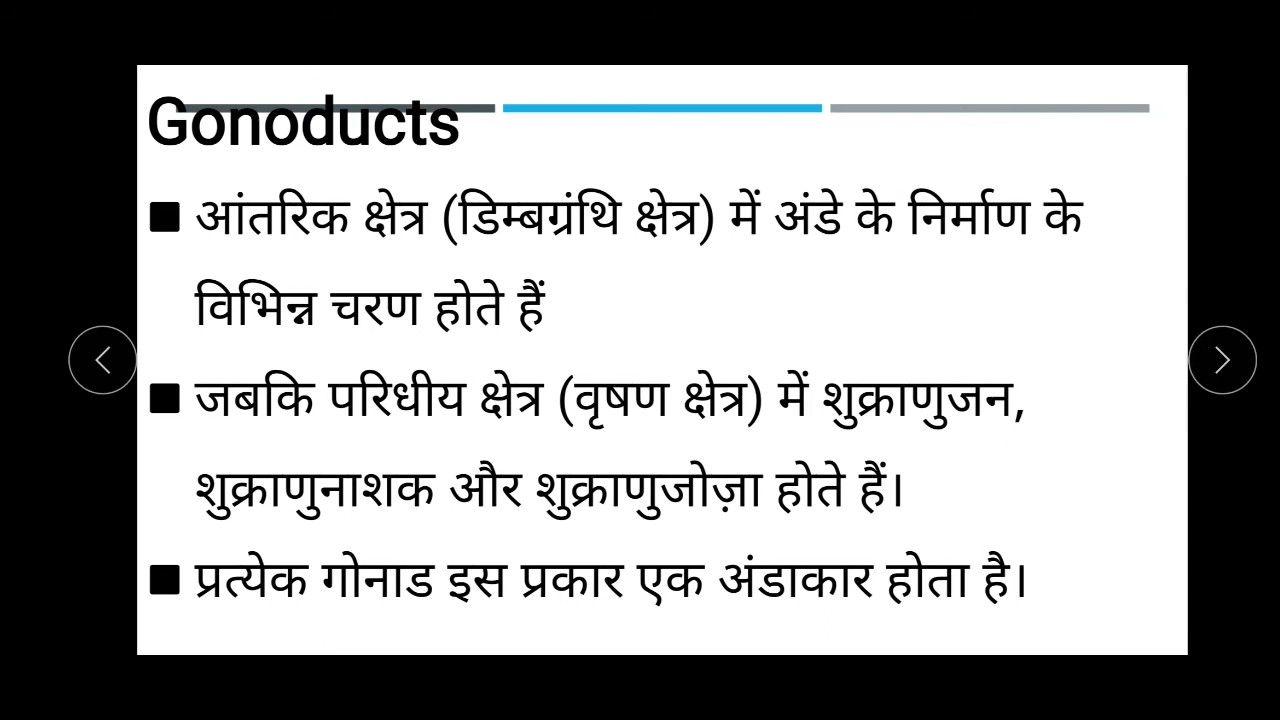 Gonoducts
■ आंतरिक क्षेत्र (डिम्बग्रंथि क्षेत्र) में अंडे के निर्माण के
विभिन्न चरण होते हैं
■ जबकि परिधीय क्षेत्र (वृषण क्षेत्र) में शुक्राणुजन,
शुक्राणुनाशक और शुक्राणुजोज़ा होते हैं।
■ प्रत्येक गोनाड इस प्रकार एक अंडाकार होता है।